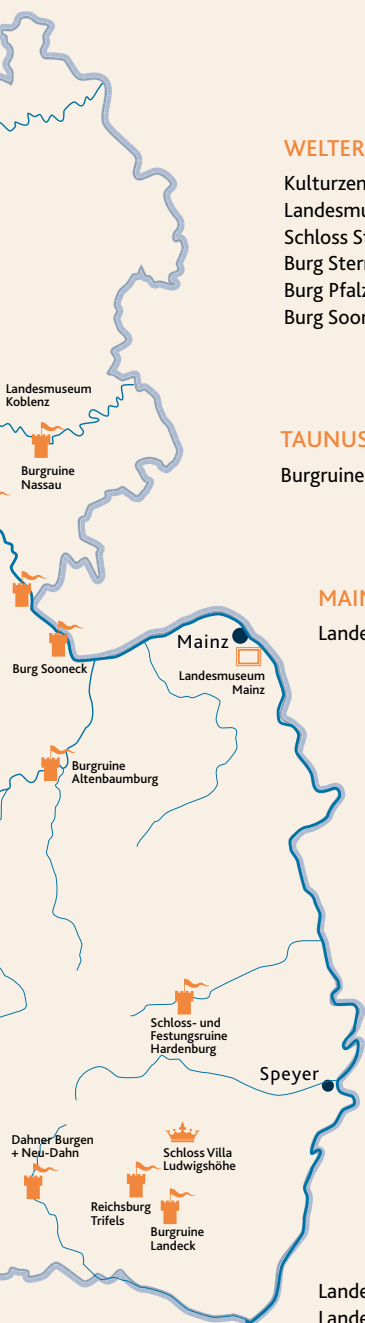 WELTER
Kulturzen
Landesmu
Schloss St
Burg Ster
Burg Pfalz
Burg Soon
Landesmuseum
Koblenz
Burgruine
Nassau
TAUNUS
Burgruine
MAIN
Lande
Mainz
Landesmuseum
Mainz
Burg Sooneck
Burgruine
Altenbaumburg
Schloss- und
Festungsruine
Hardenburg
Speyer
Dahner Burgen
+ Neu-Dahn
Schloss Villa
Ludwigshöhe
Reichsburg
Trifels
Burgruine
Landeck
Lande
Lande